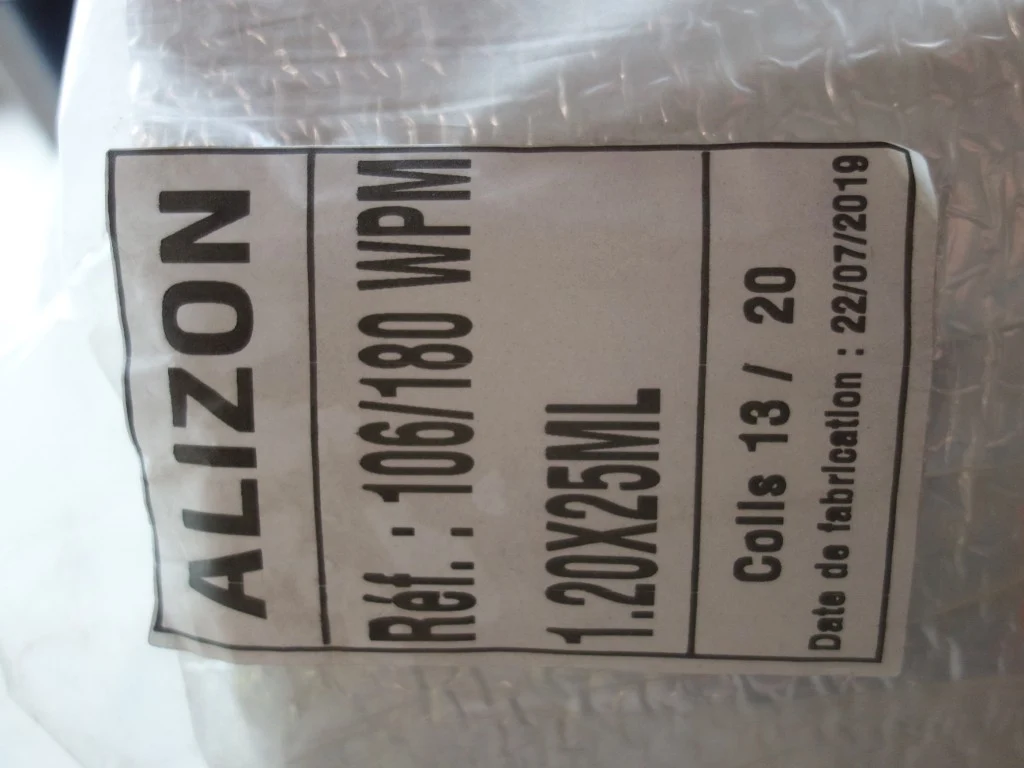 ALIZON
Réf.: 106/180 WPM
1.20X25ML
Colis 13 / 20
Date de fabrication : 22/07/2019